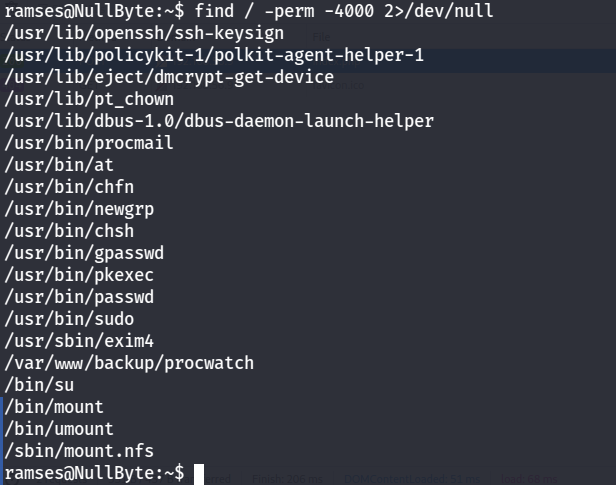 ramses@NullByte:~$ find / -perm -4000 2>/dev/null
/usr/lib/openssh/ssh-keysign
/usr/lib/policykit-1/polkit-agent-helper-1
/usr/lib/eject/dmcrypt-get-device
/usr/lib/pt_chown
/usr/lib/dbus-1.0/dbus-daemon-launch-helper
/usr/bin/procmail
/usr/bin/at
/usr/bin/chfn
/usr/bin/newgrp
/usr/bin/chsh
/usr/bin/gpasswd
/usr/bin/pkexec
/usr/bin/passwd
/usr/bin/sudo
/usr/sbin/exim4
/var/www/backup/procwatch
/bin/su
/bin/mount
/bin/umount
/sbin/mount.nfs
ramses@NullByte:~$